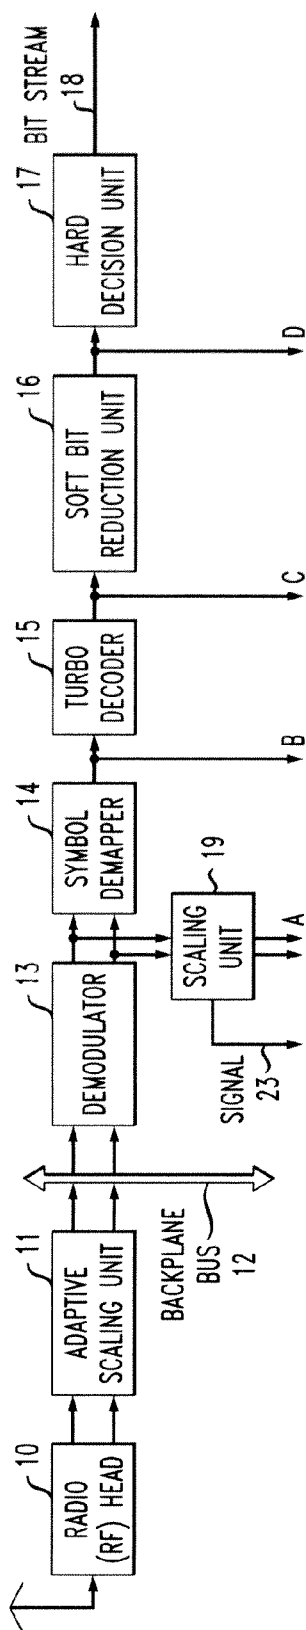 10
RADIO
(RF) HEAD
11
ADAPTIVE
SCALING UNIT
BACKPLANE
BUS
12
13
DEMODULATOR
SIGNAL
23
19
SCALING
UNIT
A
14
SYMBOL
DEMAPPER
B
15
TURBO
DECODER
C
16
SOFT BIT
REDUCTION UNIT
D
17
HARD
DECISION UNIT
BIT STREAM
18